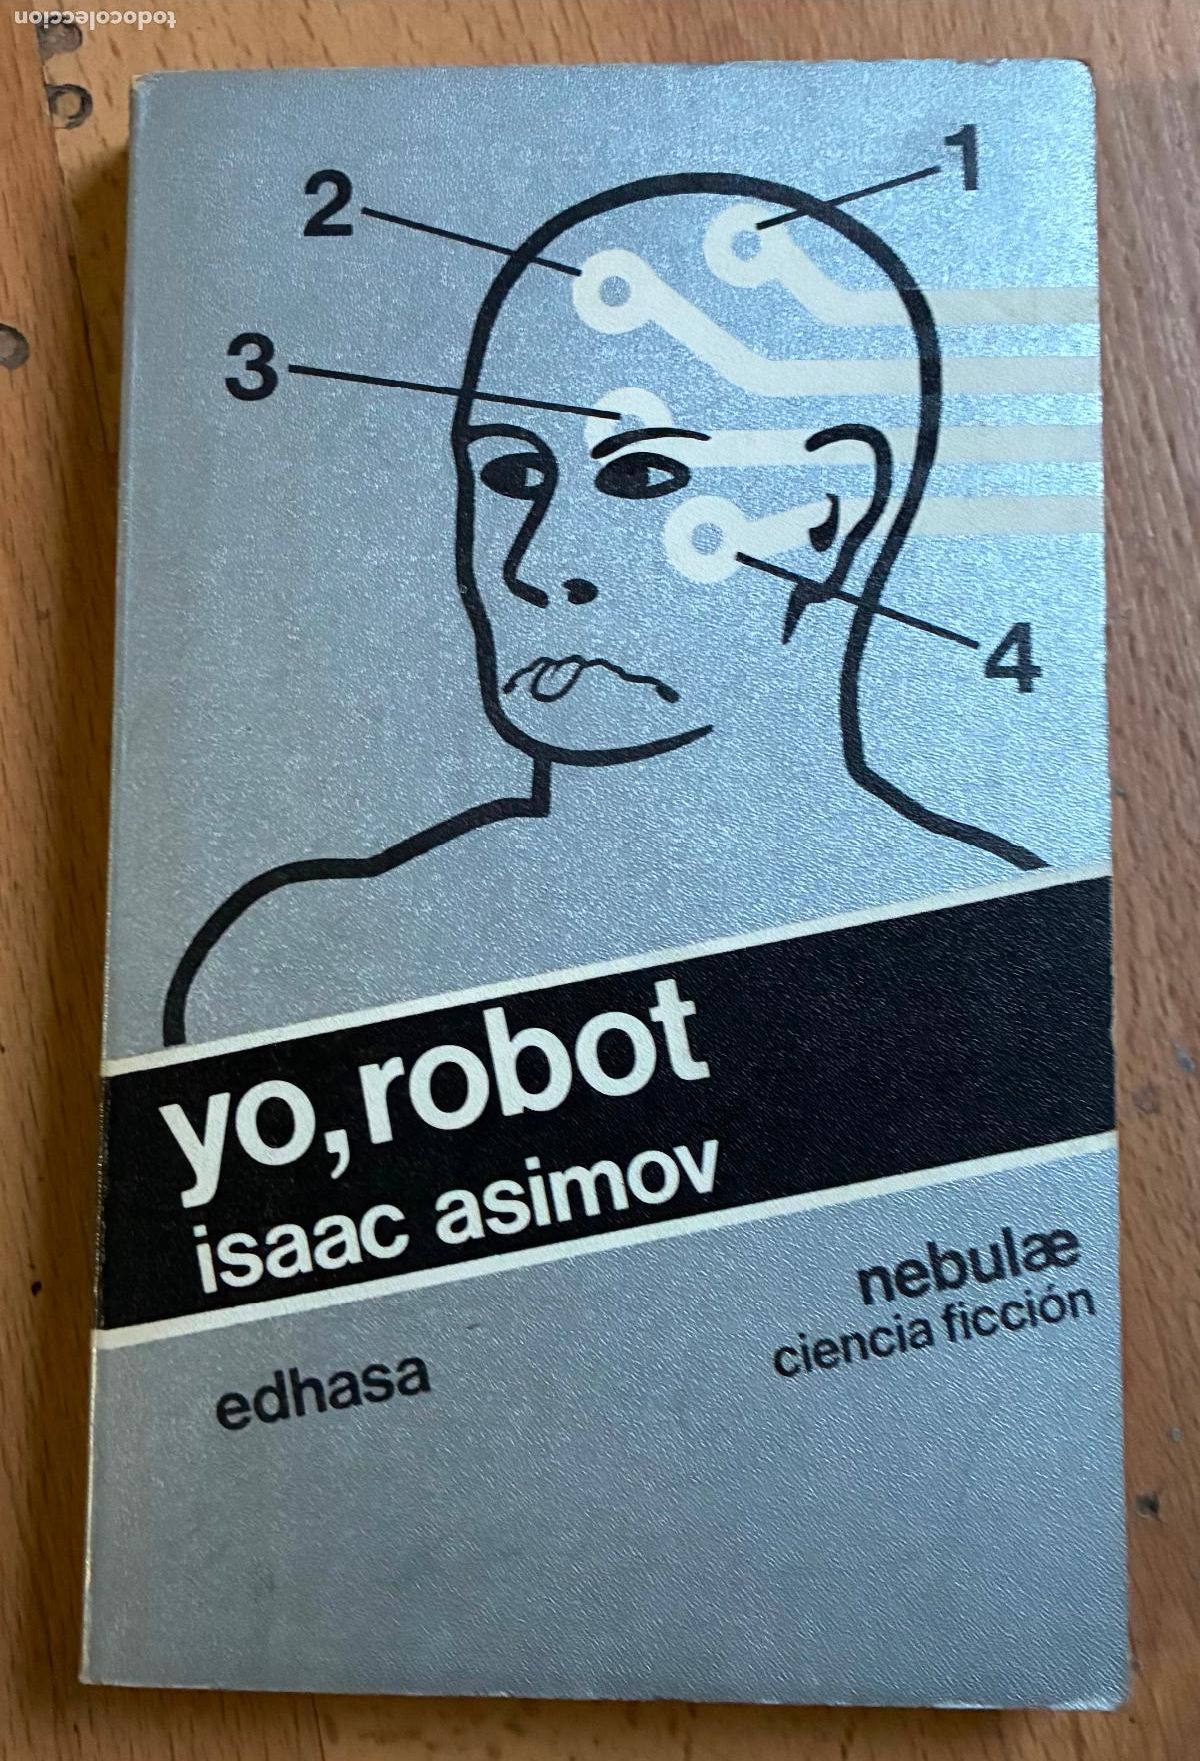 todocoleccion
1
2
3
4
yo, robot
isaac asimov
nebulæ
ciencia ficción
edhasa